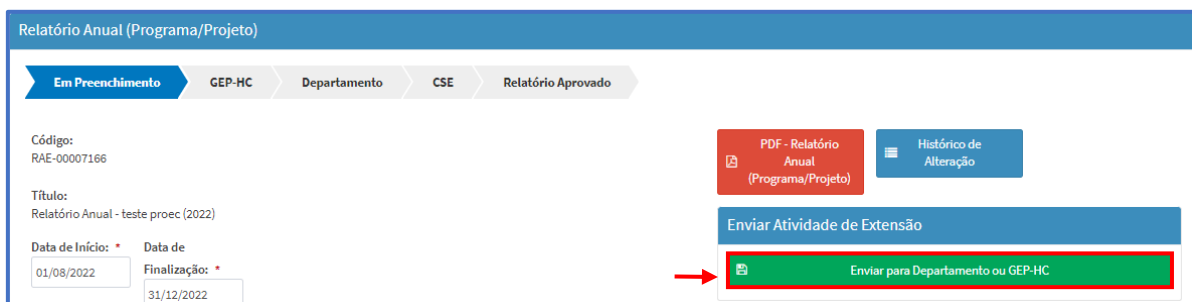 Relatório Anual (Programa/Projeto)
Em Preenchimento
GEP-HC
Departamento
CSE
Relatório Aprovado
Código:
RAE-00007166
Título:
Relatório Anual - teste proec (2022)
Data de Início: *
01/08/2022
Data de
Finalização: *
31/12/2022
PDF - Relatório
Anual
(Programa/Projeto)
Histórico de
Alteração
Enviar Atividade de Extensão
Enviar para Departamento ou GEP-HC